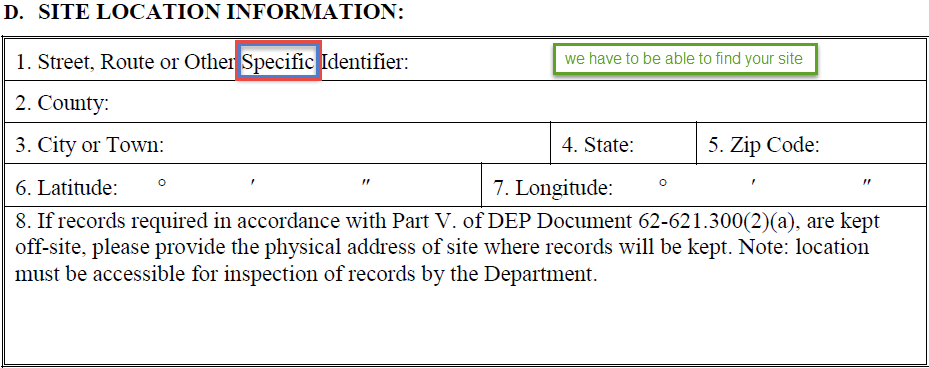 D. SITE LOCATION INFORMATION:
1. Street, Route or Other Specific Identifier: we have to be able to find your site
2. County:
3. City or Town: 4. State: 5. Zip Code:
6. Latitude: ° ′ ″ 7. Longitude: ° ′ ″
8. If records required in accordance with Part V. of DEP Document 62-621.300(2)(a), are kept
off-site, please provide the physical address of site where records will be kept. Note: location
must be accessible for inspection of records by the Department.